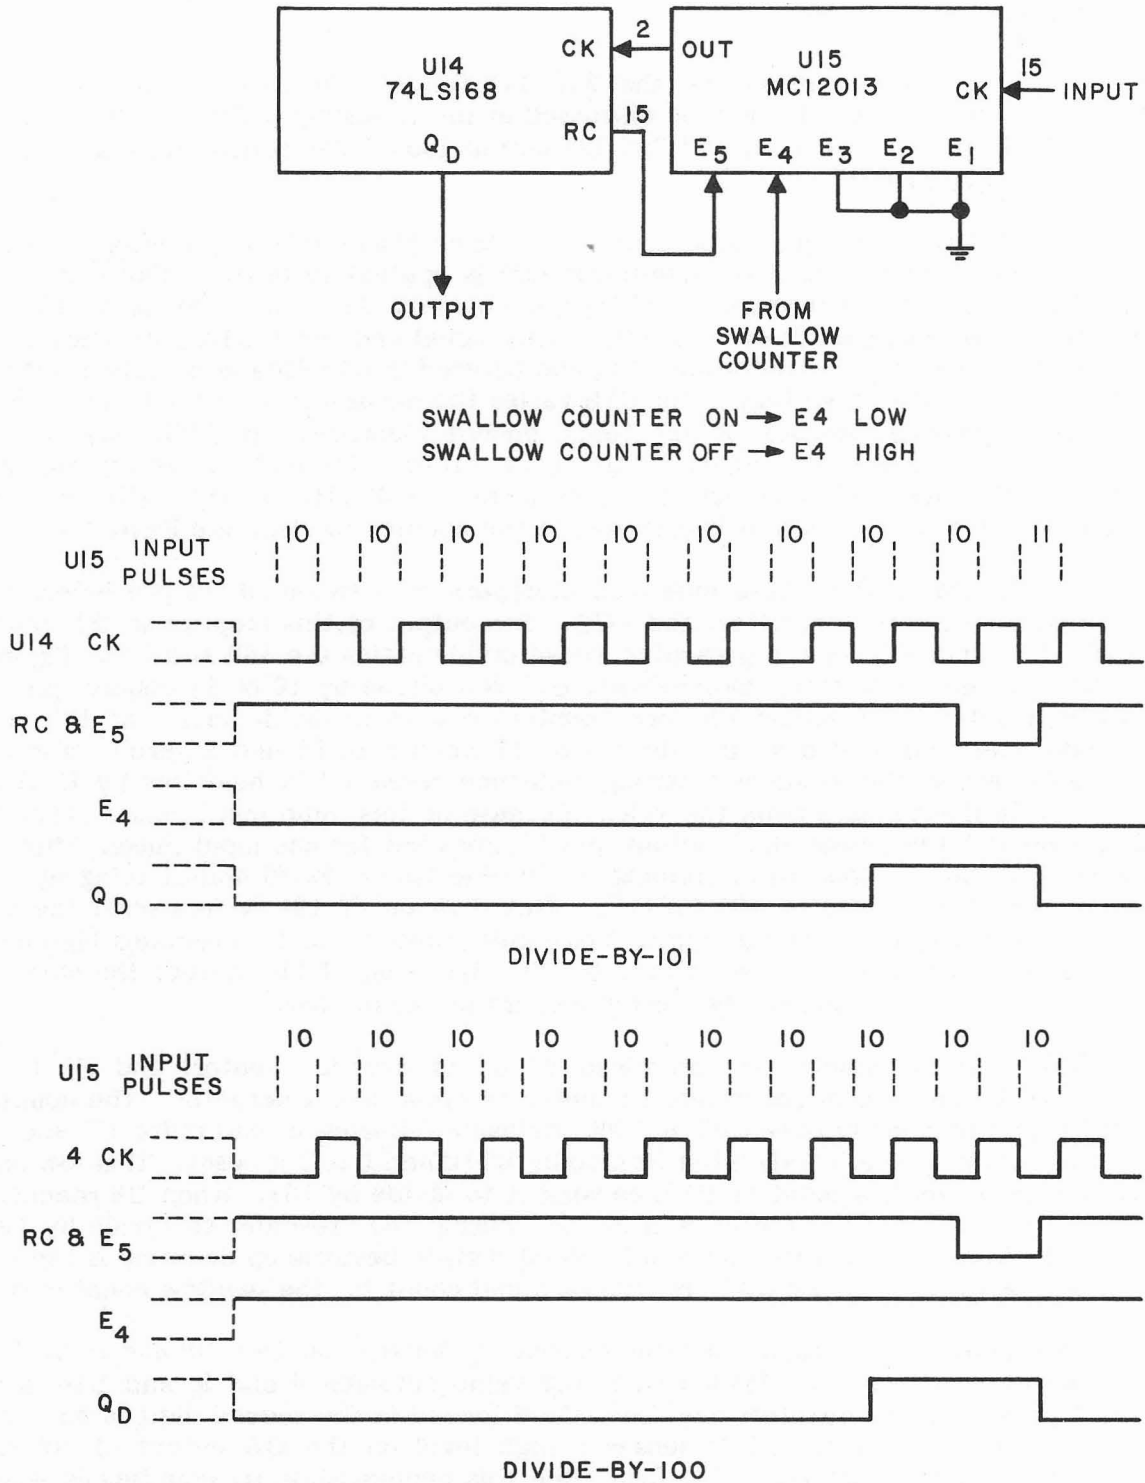 U14
74LS168
CK
RC
QD
2
15
OUT
U15
MC12013
CK
15
INPUT
E5 E4 E3 E2 E1
OUTPUT
FROM
SWALLOW
COUNTER
SWALLOW COUNTER ON → E4 LOW
SWALLOW COUNTER OFF → E4 HIGH
U15 INPUT
PULSES
10 10 10 10 10 10 10 10 10 11
U14 CK
RC & E5
E4
QD
DIVIDE-BY-101
U15 INPUT
PULSES
10 10 10 10 10 10 10 10 10 10
4 CK
RC & E5
E4
QD
DIVIDE-BY-100